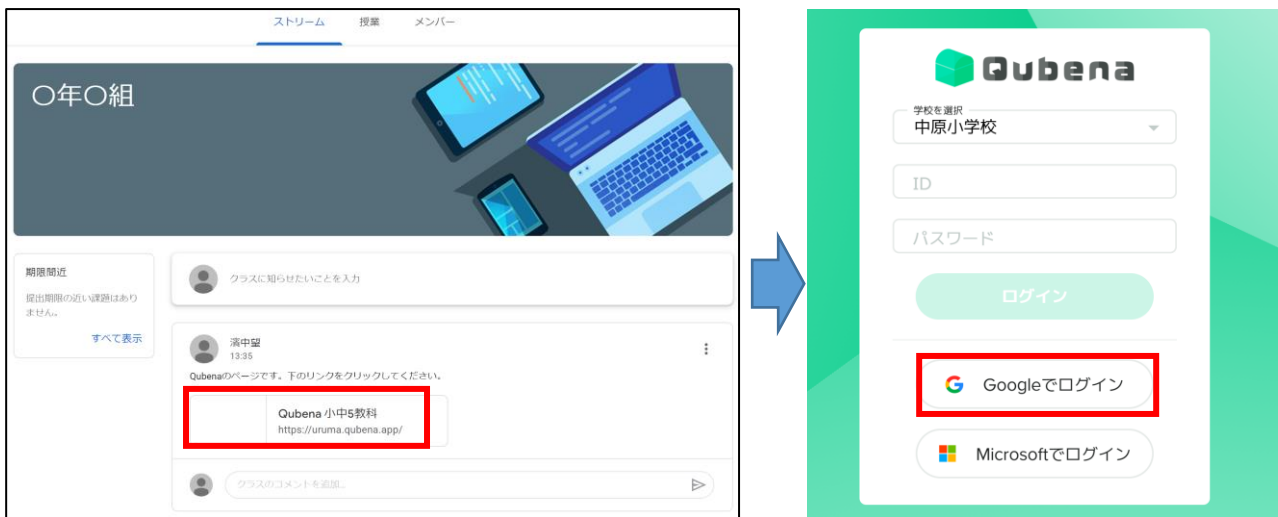 ストリーム 授業 メンバー
〇年〇組
期限間近
提出期限の近い課題はあり
ません。
すべて表示
クラスに知らせたいことを入力
濱中望
13:35
Qubenaのページです。下のリンクをクリックしてください。
Qubena 小中5教科
https://uruma.qubena.app/
クラスのコメントを追加...
Qubena
学校を選択
中原小学校
ID
パスワード
ログイン
Googleでログイン
Microsoftでログイン